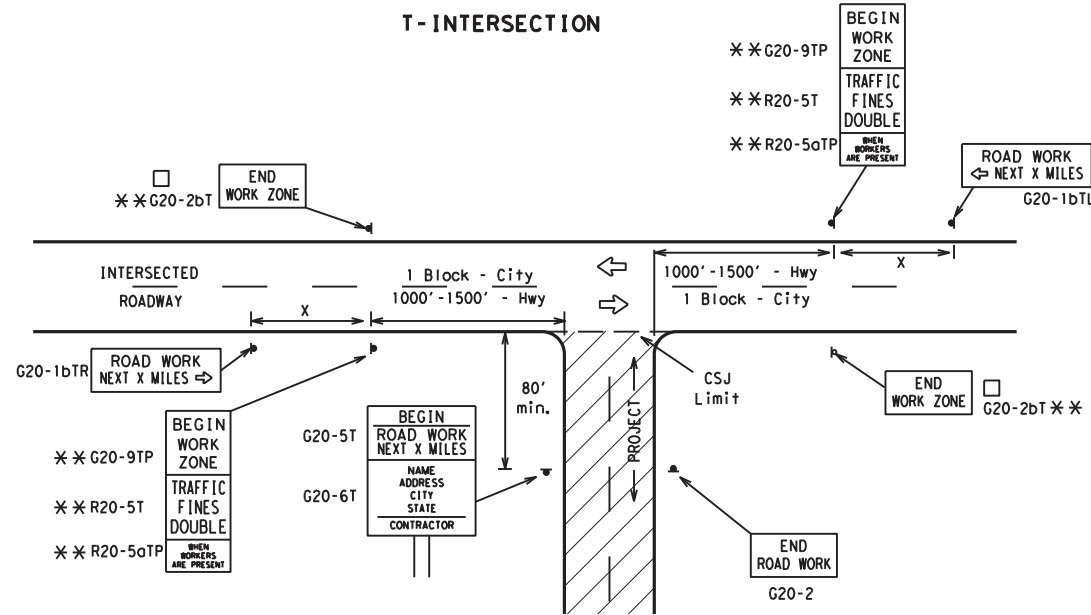 T-INTERSECTION
BEGIN
WORK
ZONE
TRAFFIC
FINES
DOUBLE
WHEN
WORKERS
ARE PRESENT
**G20-9TP
**R20-5T
**R20-5aTP
ROAD WORK
⇦ NEXT X MILES
G20-1bTL
□
**G20-2bT
END
WORK ZONE
INTERSECTED
ROADWAY
X
1 Block - City
1000'-1500' - Hwy
⇦
⇨
1000'-1500' - Hwy
1 Block - City
X
G20-1bTR
ROAD WORK
NEXT X MILES ⇨
80'
min.
CSJ
Limit
PROJECT
END
WORK ZONE
□
G20-2bT**
**G20-9TP
**R20-5T
**R20-5aTP
BEGIN
WORK
ZONE
TRAFFIC
FINES
DOUBLE
WHEN
WORKERS
ARE PRESENT
G20-5T
G20-6T
BEGIN
ROAD WORK
NEXT X MILES
NAME
ADDRESS
CITY
STATE
CONTRACTOR
END
ROAD WORK
G20-2